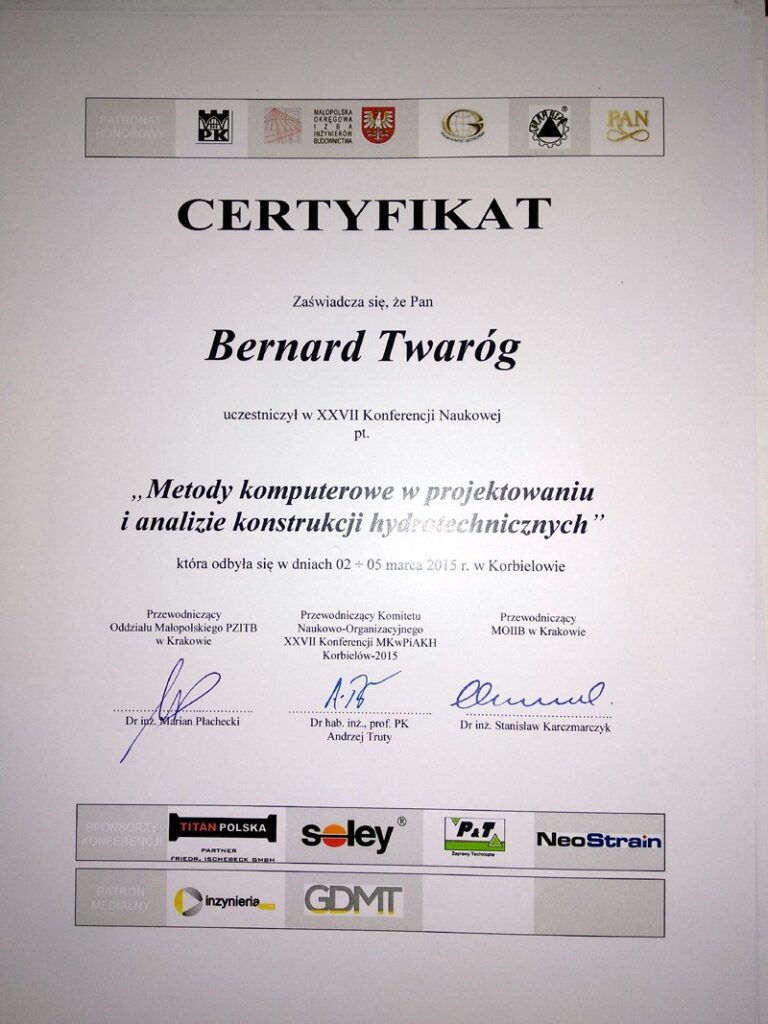 PATRONAT
HONOROWY
PK
MAŁOPOLSKA
OKRĘGOWA
IZBA
INŻYNIERÓW
BUDOWNICTWA
PAN
CERTYFIKAT
Zaświadcza się, że Pan
Bernard Twaróg
uczestniczył w XXVII Konferencji Naukowej
pt.
„Metody komputerowe w projektowaniu
i analizie konstrukcji hydrotechnicznych”
która odbyła się w dniach 02 ÷ 05 marca 2015 r. w Korbielowie
Przewodniczący
Oddziału Małopolskiego PZITB
w Krakowie
Dr inż. Marian Płachecki
Przewodniczący Komitetu
Naukowo-Organizacyjnego
XXVII Konferencji MKwPiAKH
Korbielów-2015
Dr hab. inż., prof. PK
Andrzej Truty
Przewodniczący
MOIIB w Krakowie
Dr inż. Stanisław Karczmarczyk
SPONSORZY
KONFERENCJI
TITAN POLSKA
PARTNER
FRIEDR. ISCHEBECK GMBH
soley®
P&T
Zaprawy Techniczne
NeoStrain
PATRON
MEDIALNY
inzynieria
GDMT